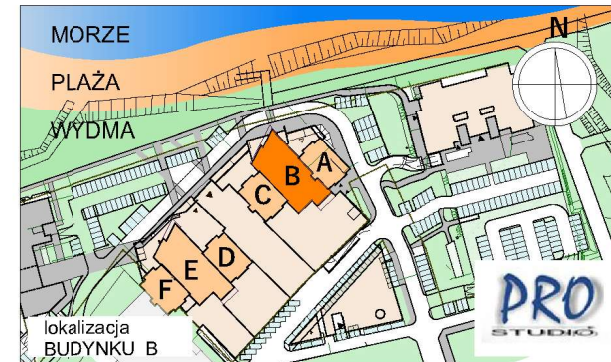 MORZE
N
PLAŻA
WYDMA
A
B
C
D
E
F
lokalizacja
BUDYNKU B
PRO
STUDIO.